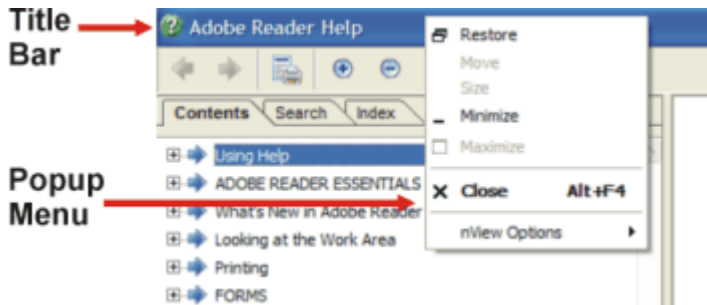 Title
Bar
Adobe Reader Help
Restore
Move
Size
Minimize
Maximize
Close Alt+F4
nView Options
Contents Search Index
Using Help
ADOBE READER ESSENTIALS
What's New in Adobe Reader
Looking at the Work Area
Printing
FORMS
Popup
Menu